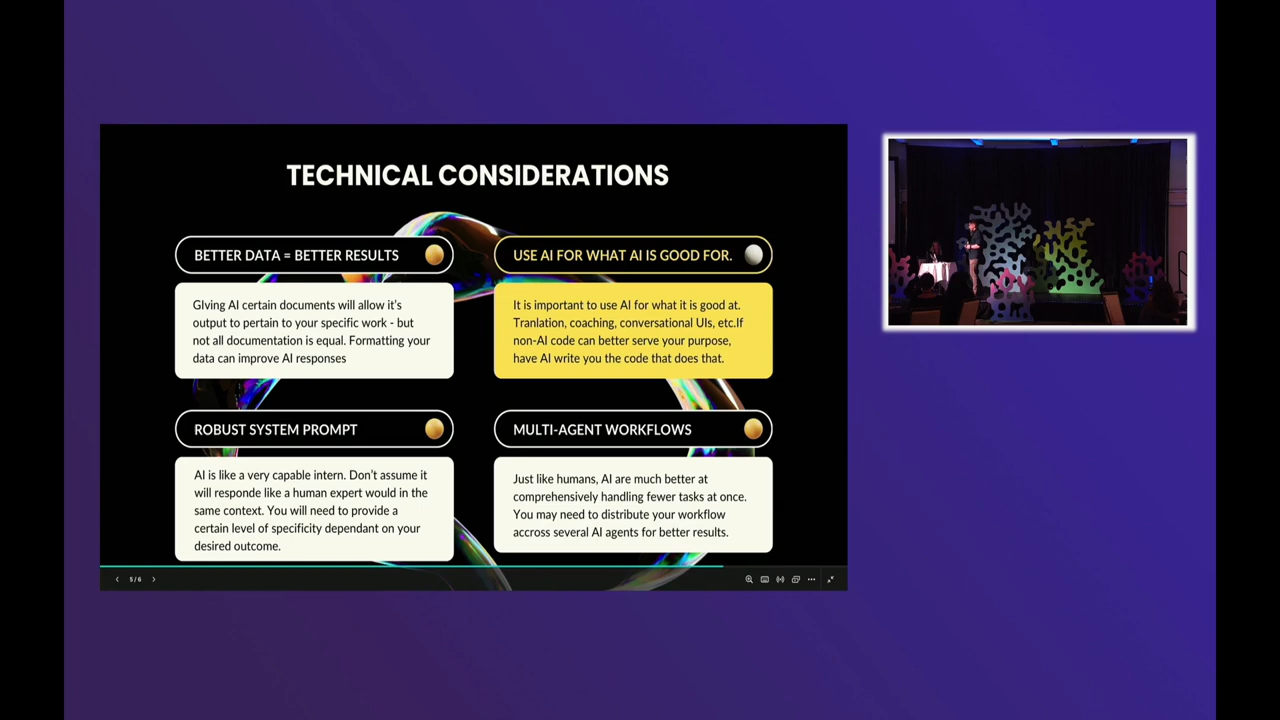 TECHNICAL CONSIDERATIONS
BETTER DATA = BETTER RESULTS
GIving AI certain documents will allow it's
output to pertain to your specific work - but
not all documentation is equal. Formatting your
data can improve AI responses
USE AI FOR WHAT AI IS GOOD FOR.
It is important to use AI for what it is good at.
Tranlation, coaching, conversational UIs, etc.If
non-AI code can better serve your purpose,
have AI write you the code that does that.
ROBUST SYSTEM PROMPT
AI is like a very capable intern. Don't assume it
will responde like a human expert would in the
same context. You will need to provide a
certain level of specificity dependant on your
desired outcome.
MULTI-AGENT WORKFLOWS
Just like humans, AI are much better at
comprehensively handling fewer tasks at once.
You may need to distribute your workflow
accross several AI agents for better results.
5/6